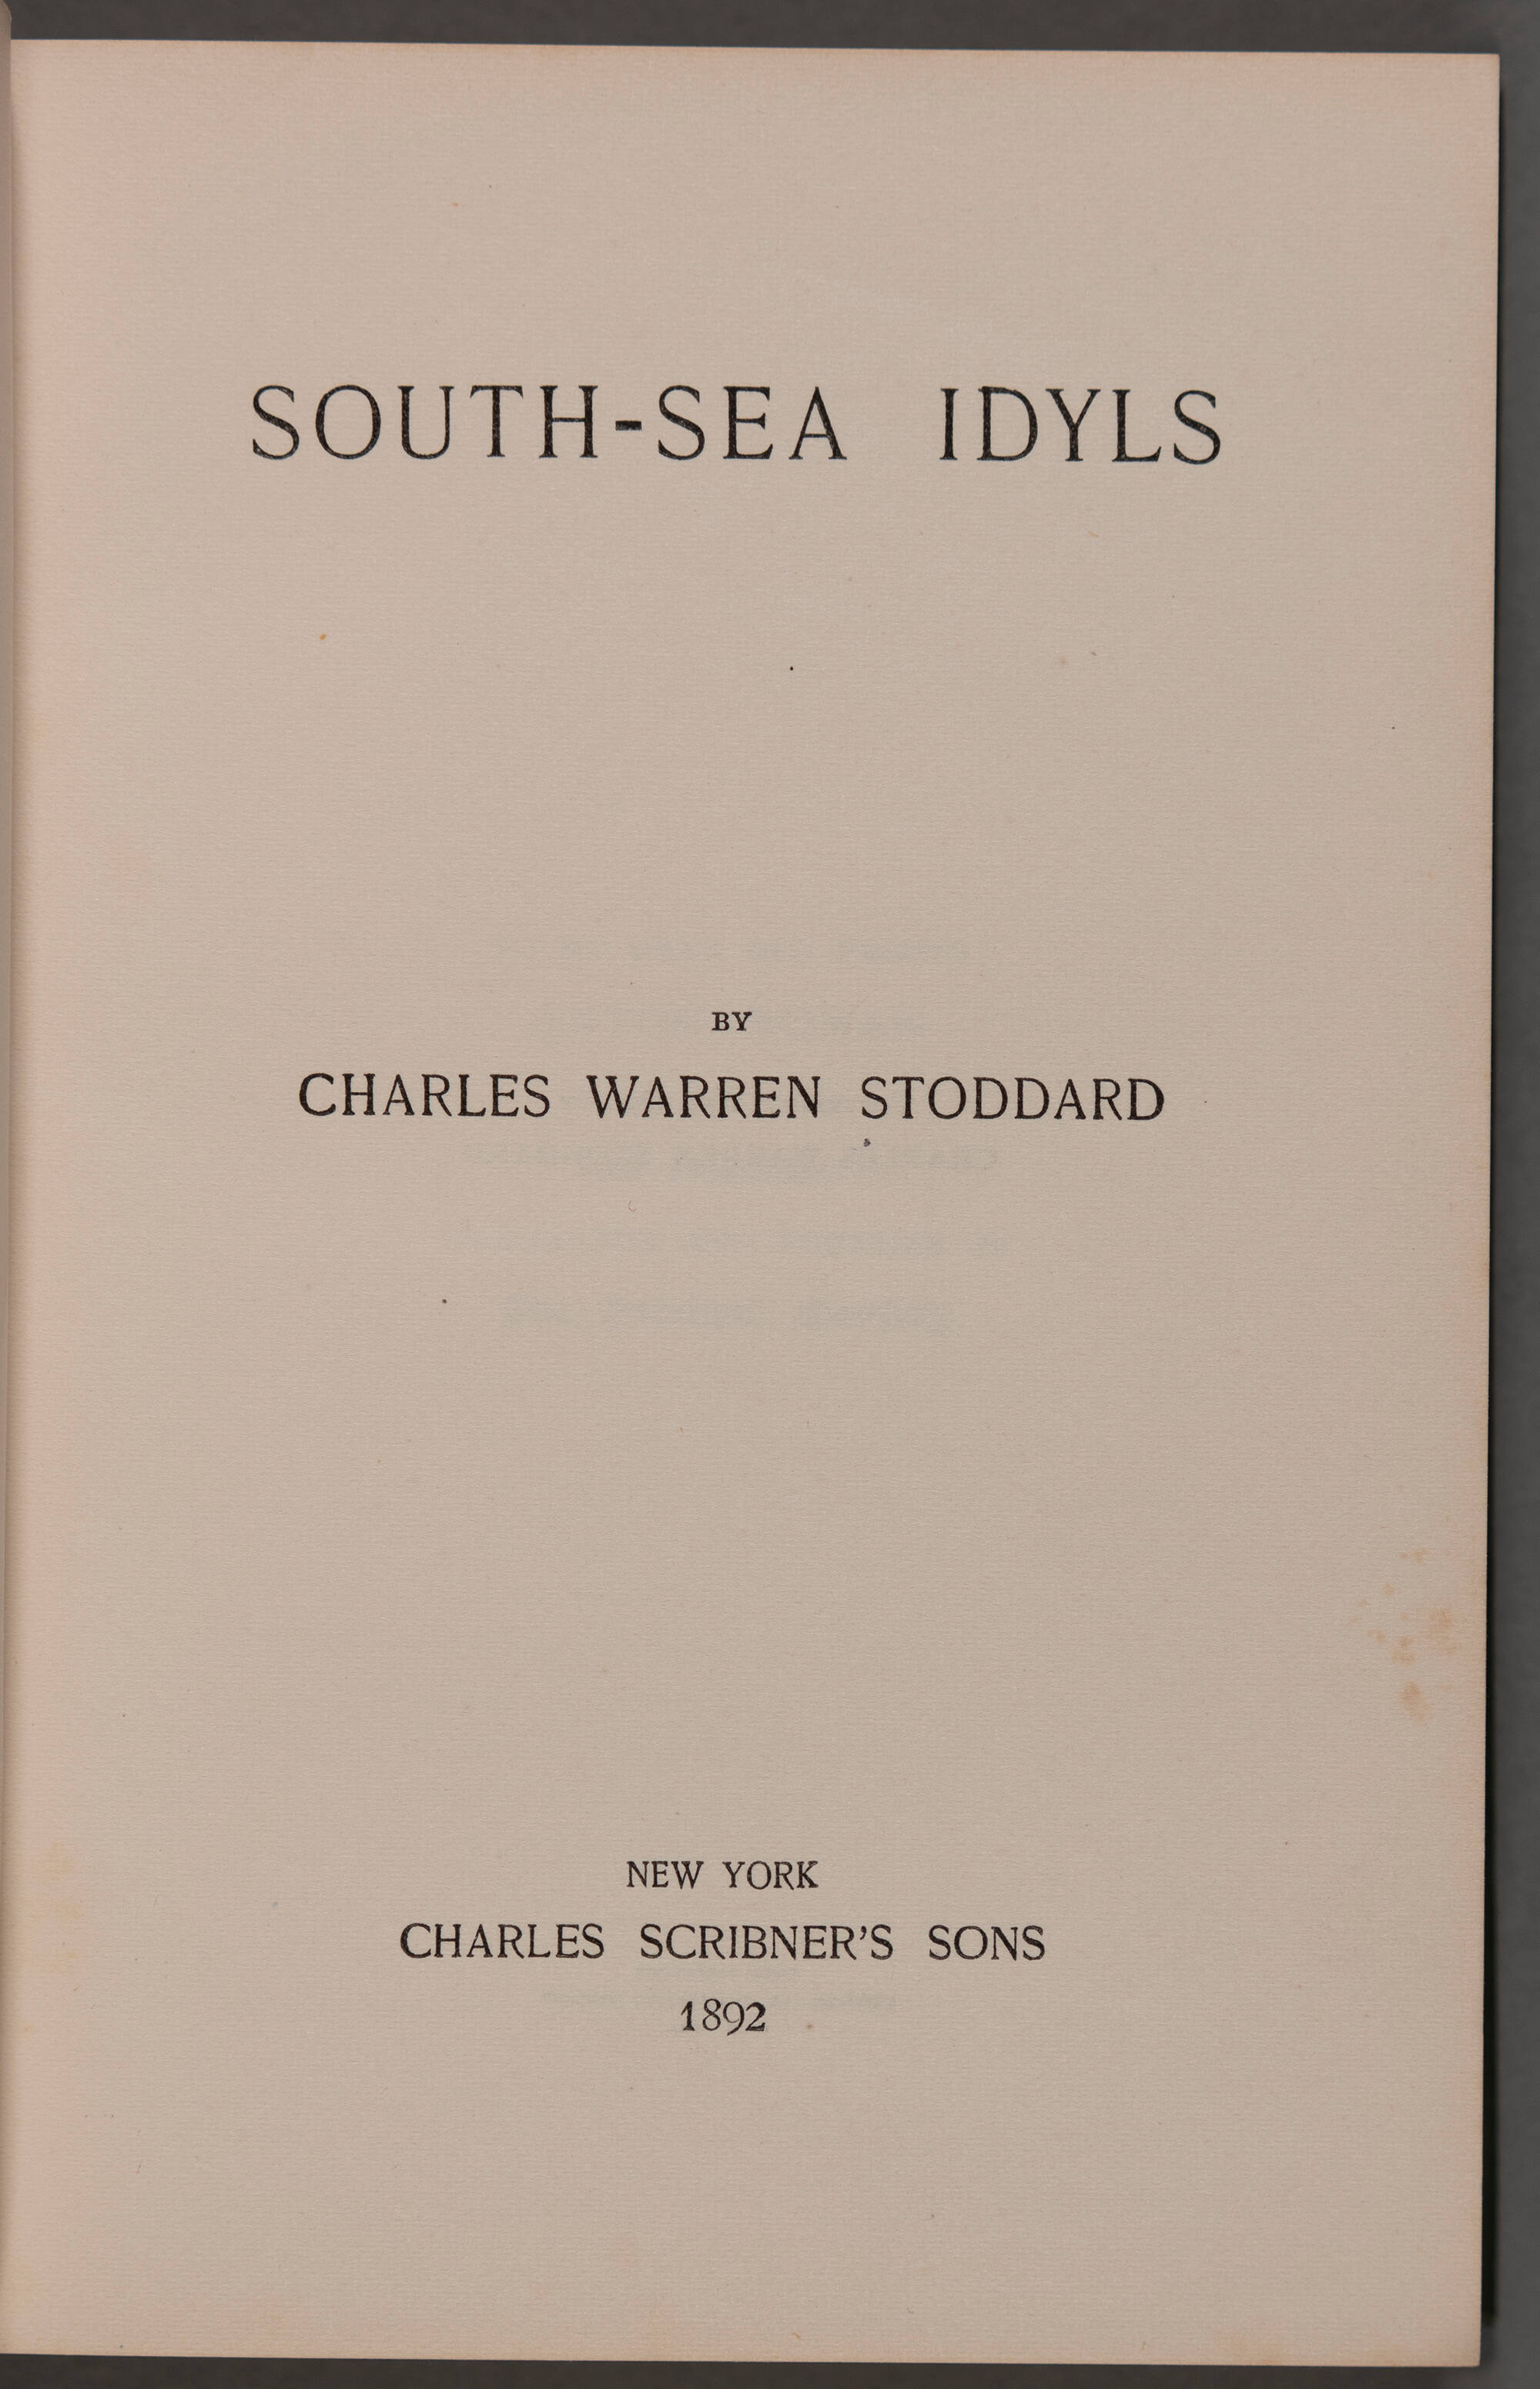 SOUTH-SEA IDYLS
BY
CHARLES WARREN STODDARD
NEW YORK
CHARLES SCRIBNER'S SONS
1892